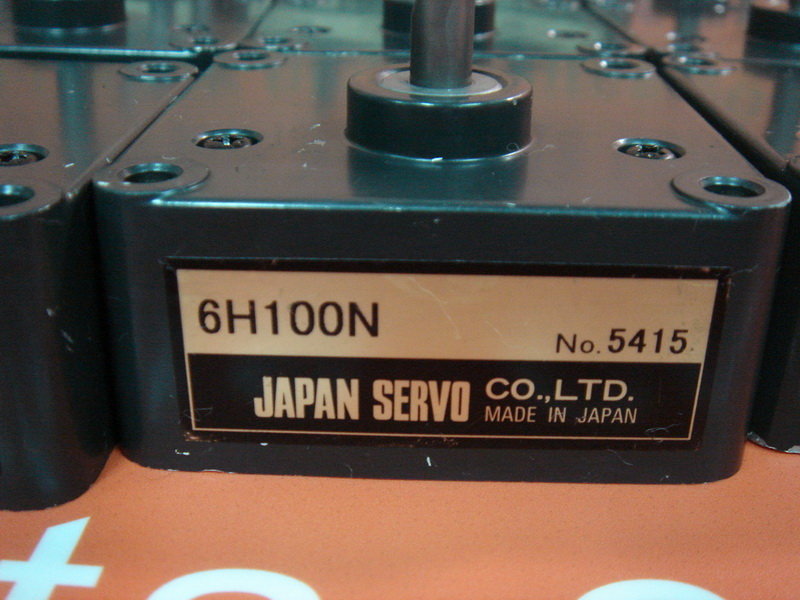 6H100N
No. 5415
JAPAN SERVO CO.,LTD.
MADE IN JAPAN